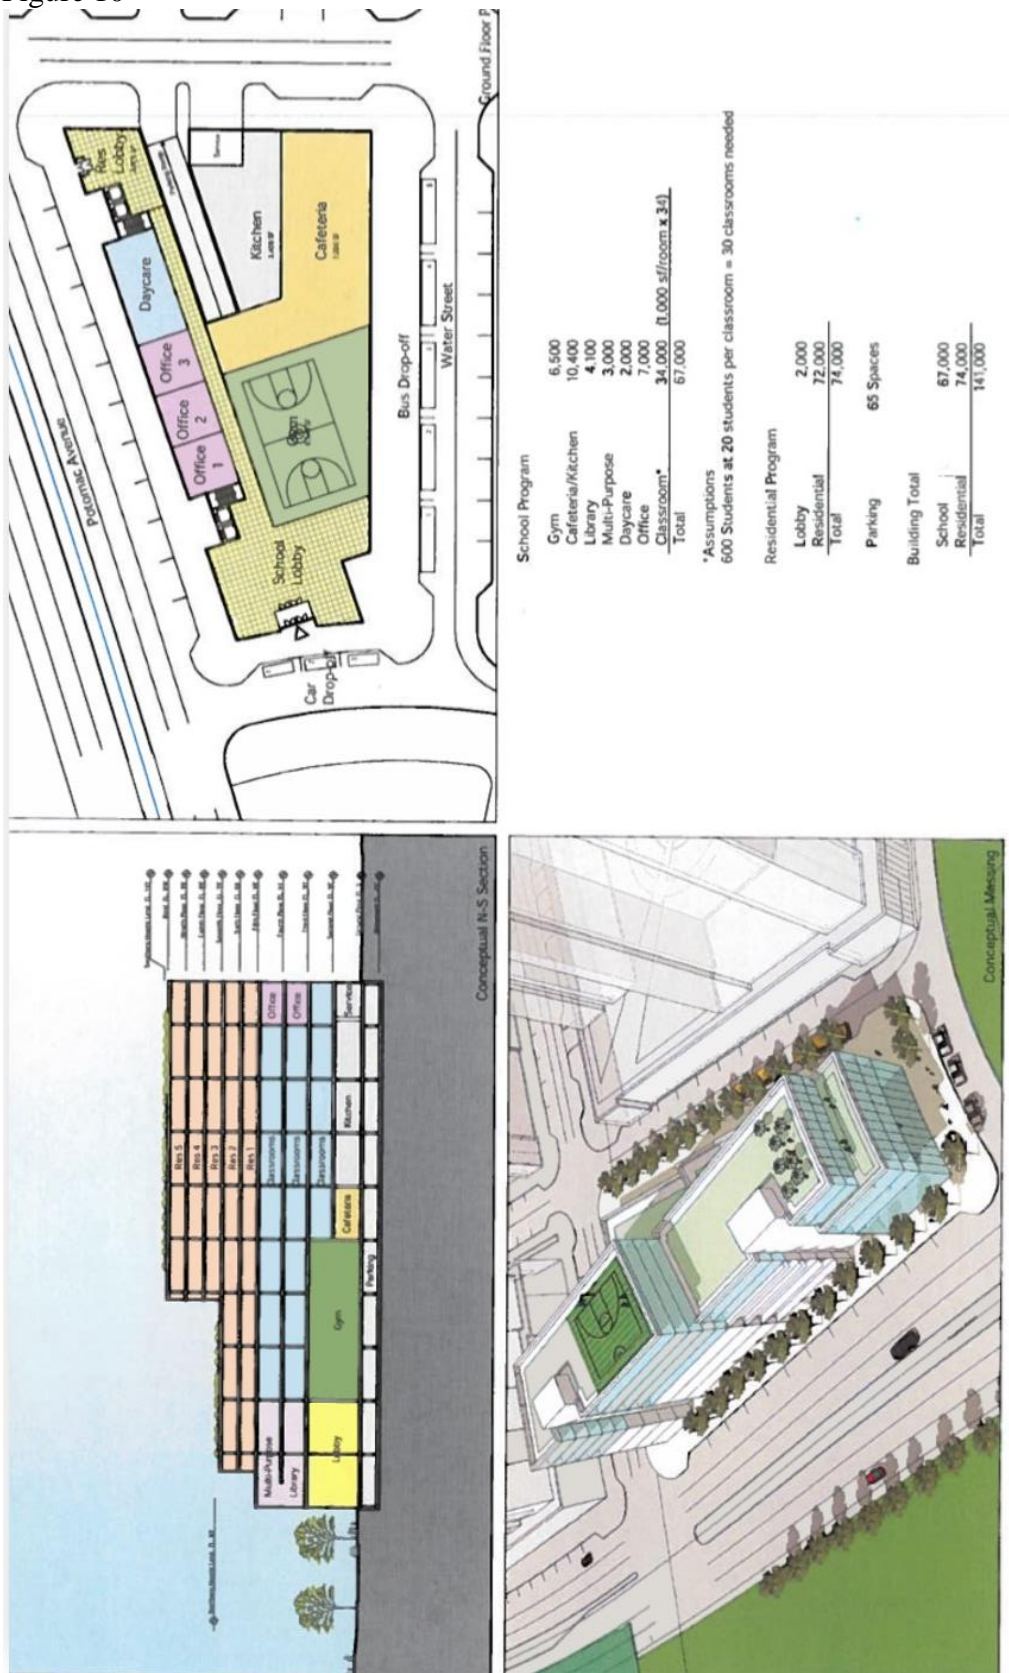 Figure 10
Ground Floor P
Potomac Avenue
Res
Lobby
Service
Kitchen
Cafeteria
Daycare
Office
3
Office
2
Office
1
School
Lobby
Car
Drop-off
Bus Drop-off
Water Street
School Program
Gym 6,500
Cafeteria/Kitchen 10,400
Library 4,100
Multi-Purpose 3,000
Daycare 2,000
Office 7,000
Classroom* 34,000 (1,000 sf/room x 34)
Total 67,000
*Assumptions
600 Students at 20 students per classroom = 30 classrooms needed
Residential Program
Lobby 2,000
Residential 72,000
Total 74,000
Parking 65 Spaces
Building Total
School 67,000
Residential 74,000
Total 141,000
Conceptual N-S Section
Res 5
Res 4
Res 3
Res 2
Res 1
Multi-Purpose
Classrooms
Office
Library
Classrooms
Office
Classrooms
Lobby
Gym
Cafeteria
Kitchen
Service
Parking
Conceptual Massing